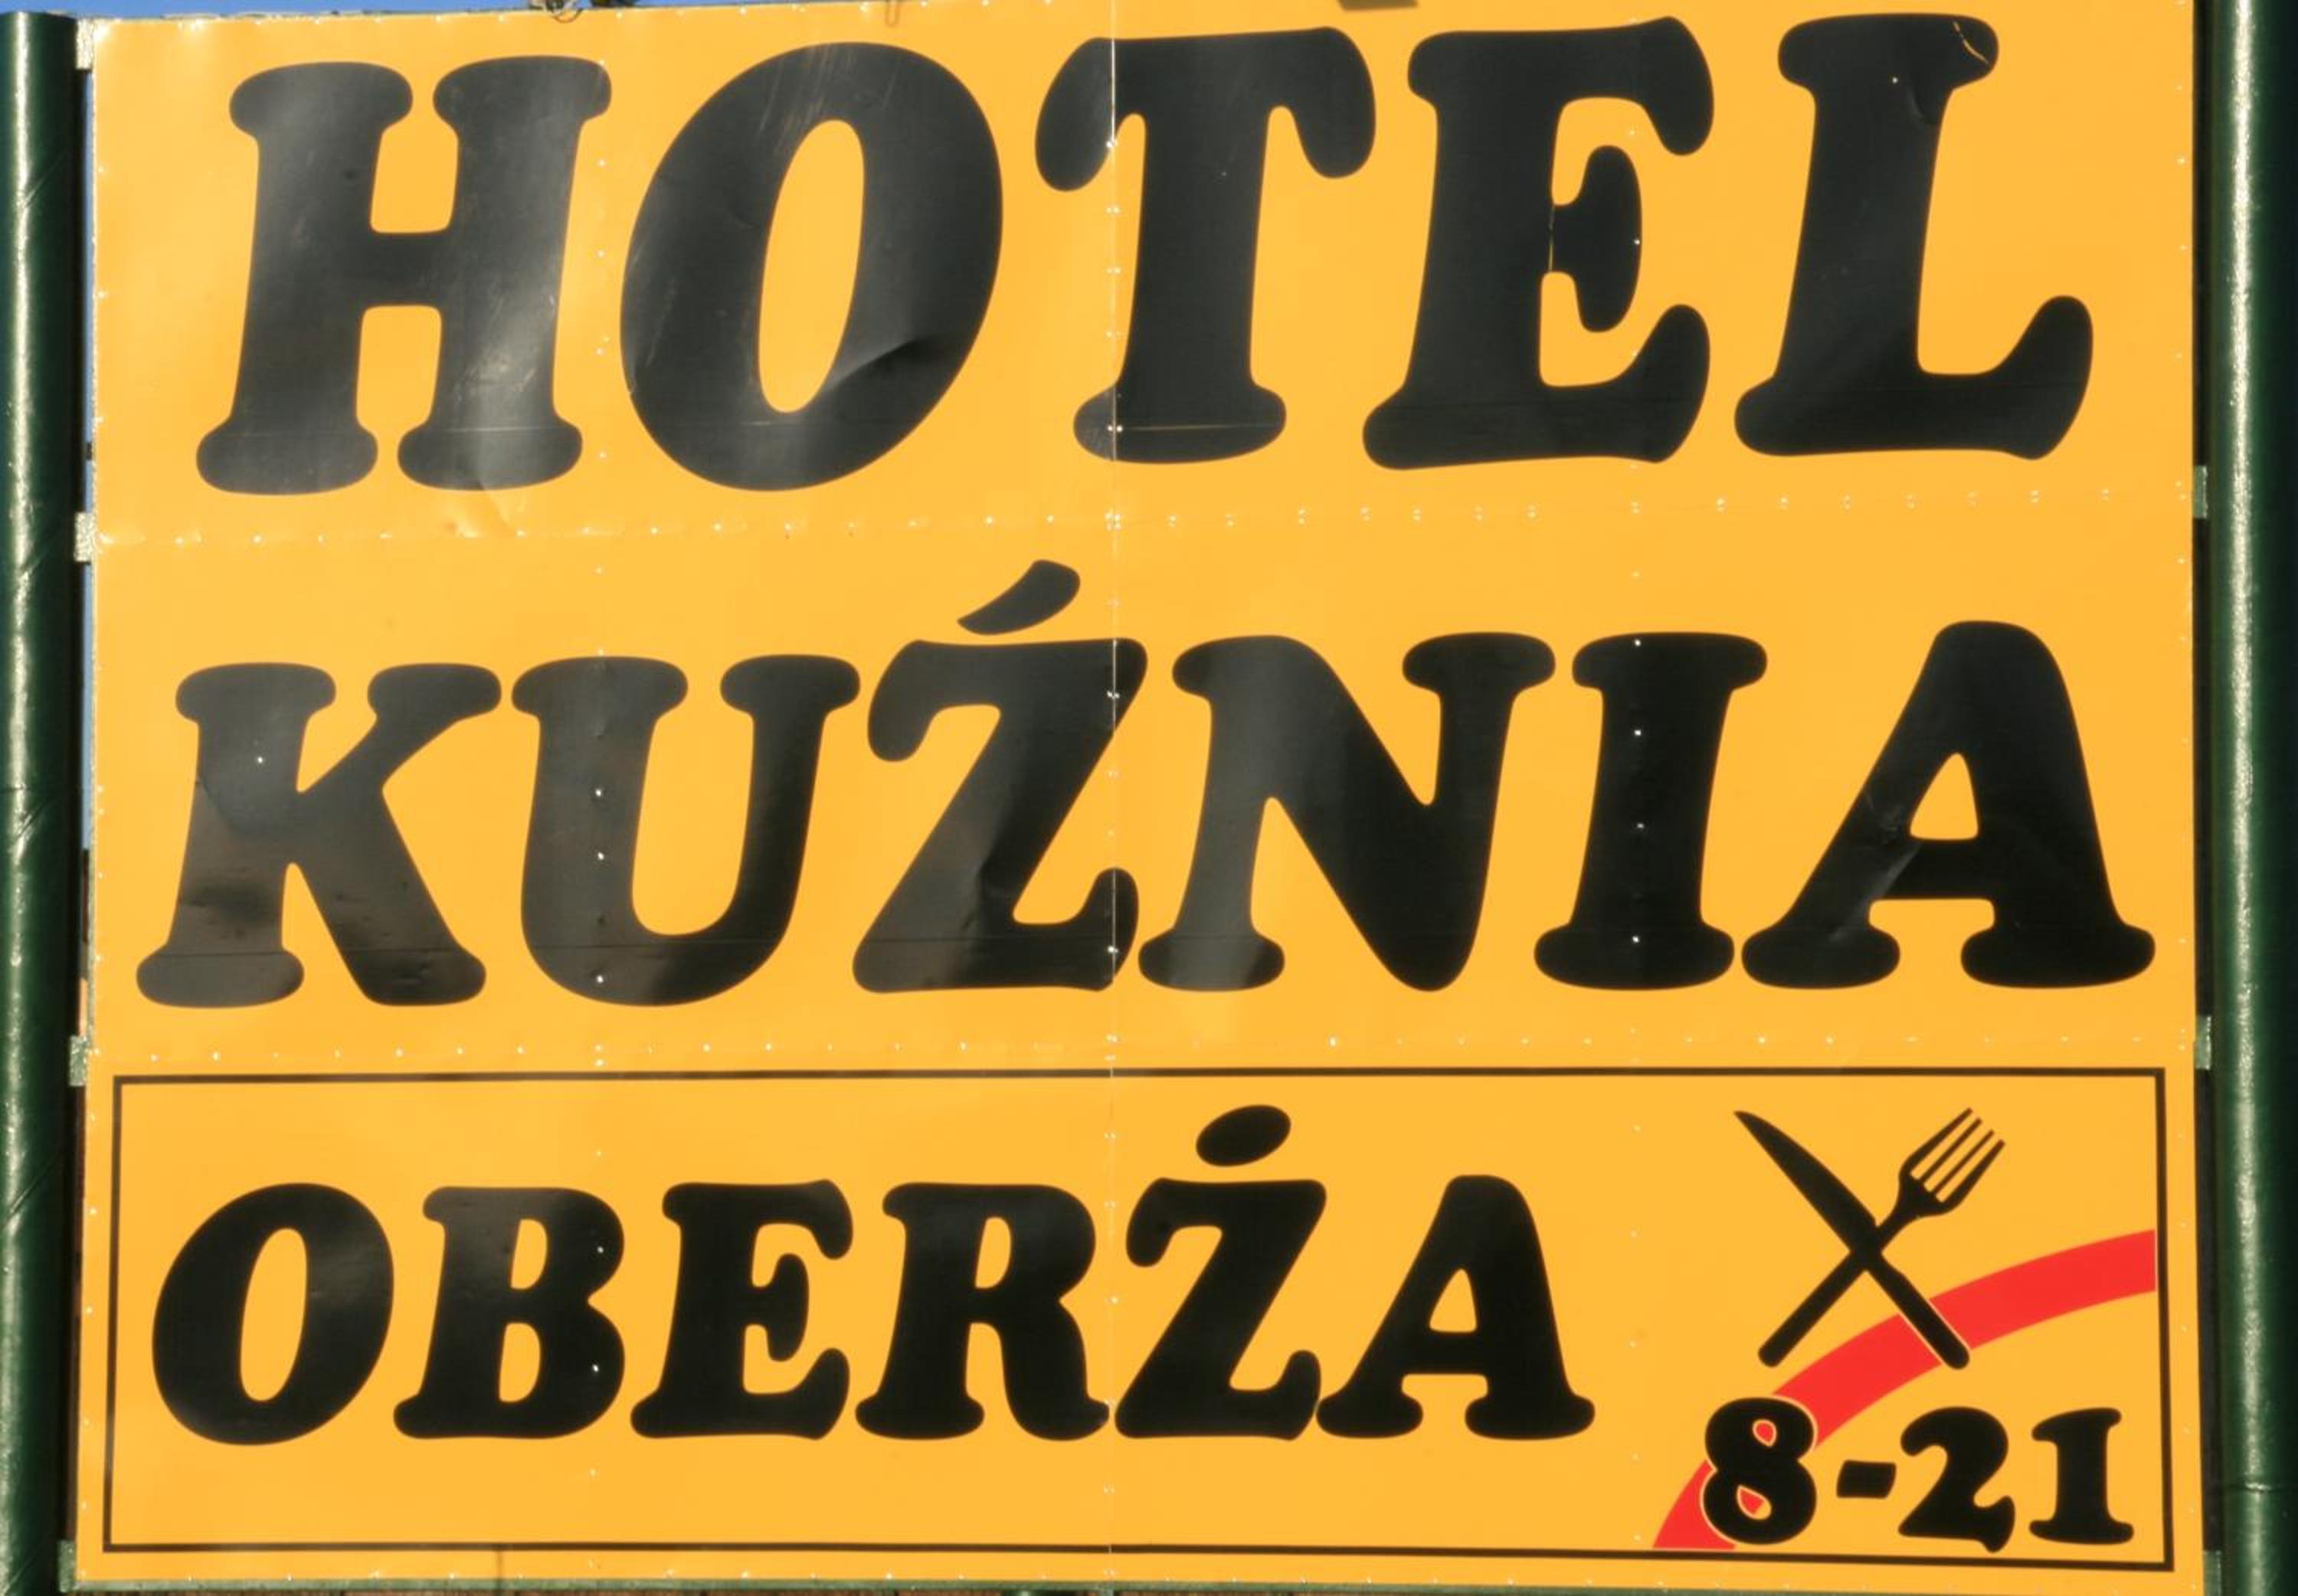 HOTEL
KUŹNIA
OBERŻA
8-21